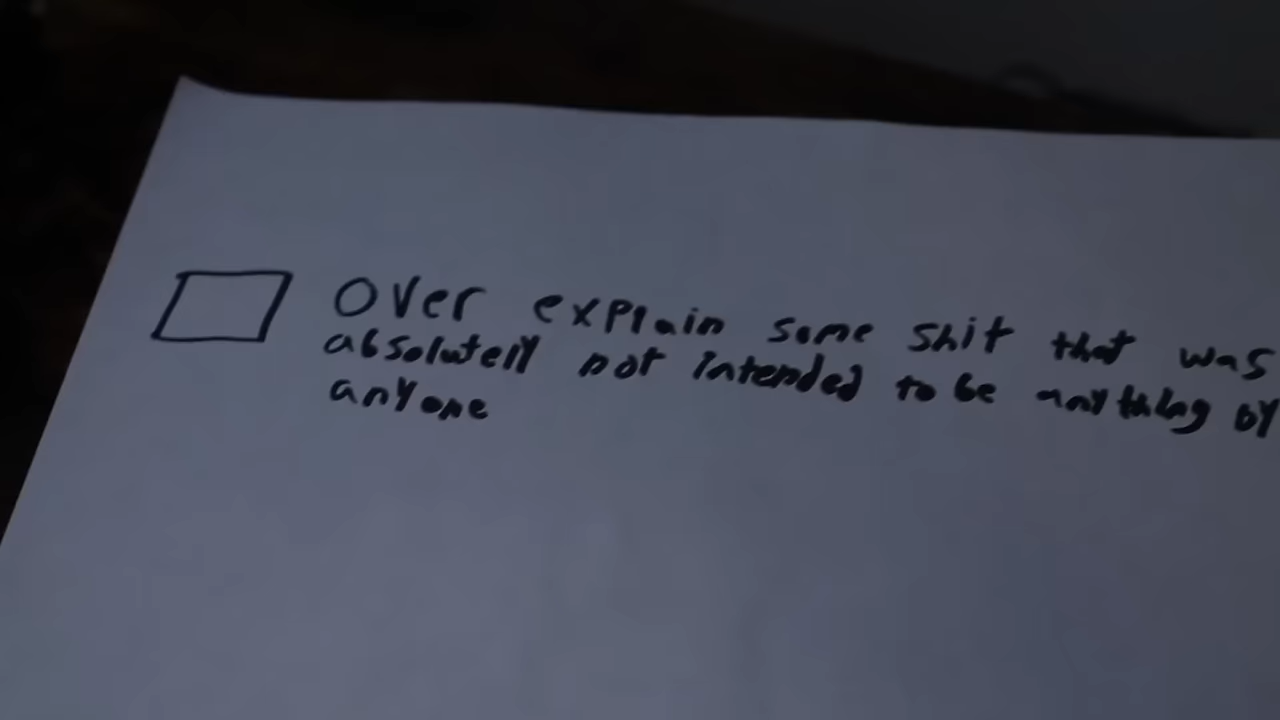 Over explain some shit that was
absolutely not intended to be anything by
anyone